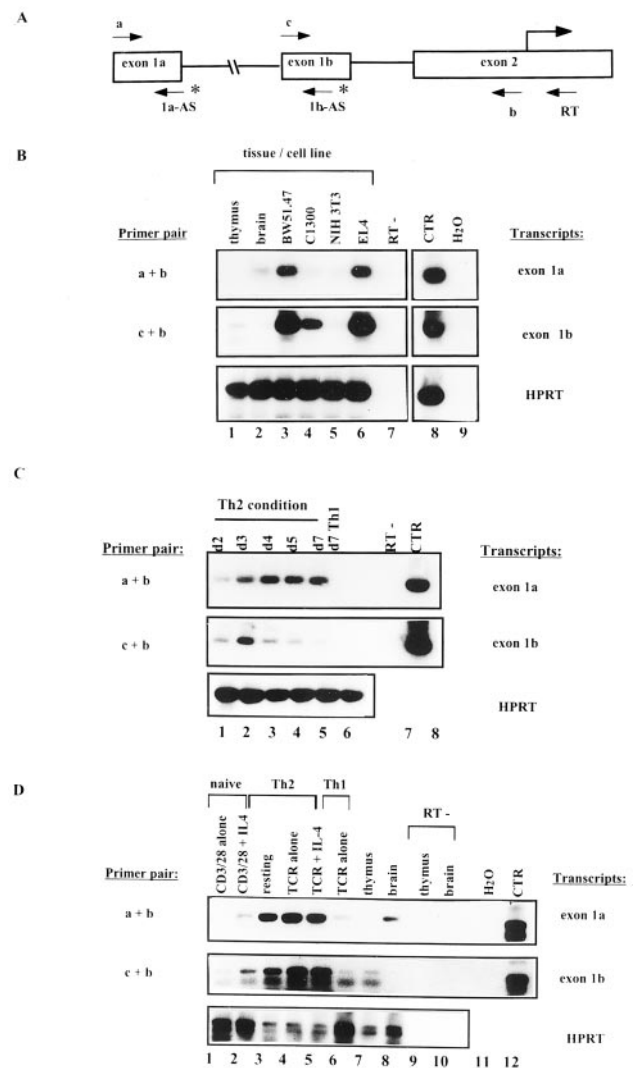 A
a
c
exon 1a
exon 1b
exon 2
1a-AS *
1b-AS *
b
RT
B
tissue / cell line
Primer pair
thymus
brain
BW51.47
C1300
NIH 3T3
EL4
RT -
CTR
H2O
Transcripts:
a + b
exon 1a
c + b
exon 1b
HPRT
1 2 3 4 5 6 7 8 9
C
Th2 condition
Primer pair:
d2
d3
d4
d5
d7
d7 Th1
RT -
CTR
Transcripts:
a + b
exon 1a
c + b
exon 1b
HPRT
1 2 3 4 5 6 7 8
D
naive Th2 Th1
RT -
Primer pair:
CD3/28 alone
CD3/28 + IL4
resting
TCR alone
TCR + IL-4
TCR alone
thymus
brain
thymus
brain
H2O
CTR
Transcripts:
a + b
exon 1a
c + b
exon 1b
HPRT
1 2 3 4 5 6 7 8 9 10 11 12